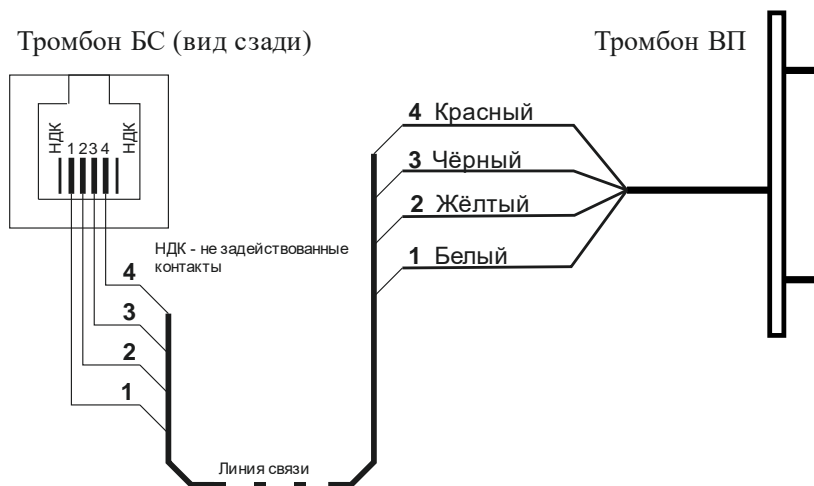 Тромбон БС (вид сзади)
Тромбон ВП
НДК 1 2 3 4 НДК
4 Красный
3 Чёрный
2 Жёлтый
1 Белый
НДК - не задействованные
контакты
4
3
2
1
Линия связи